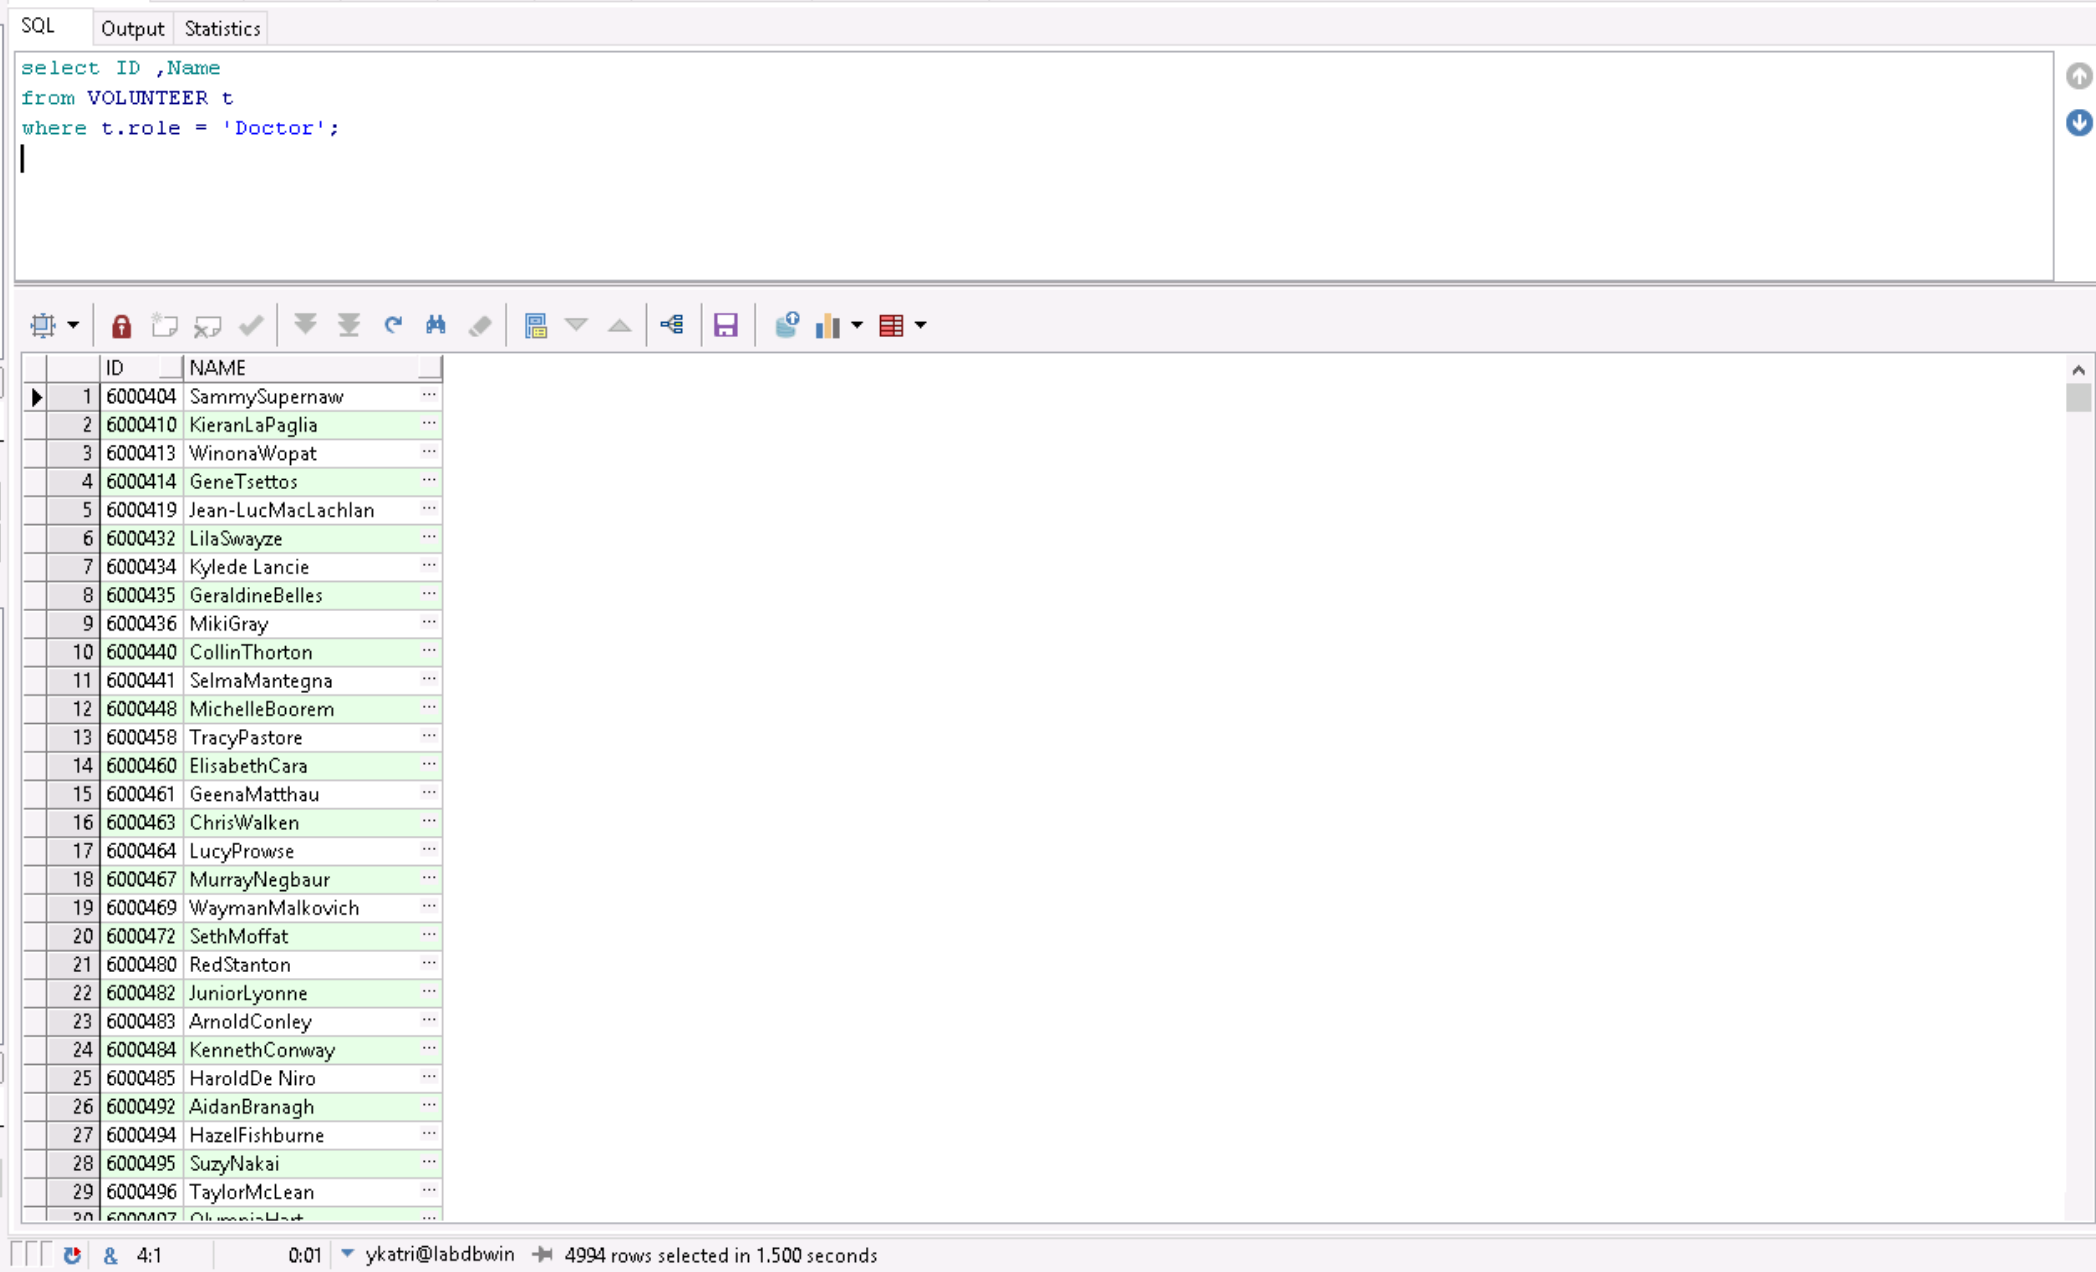 SQL Output Statistics
select ID ,Name
from VOLUNTEER t
where t.role = 'Doctor';
ID NAME
1 6000404 SammySupernaw ...
2 6000410 KieranLaPaglia ...
3 6000413 WinonaWopat ...
4 6000414 GeneTsettos ...
5 6000419 Jean-LucMacLachlan ...
6 6000432 LilaSwayze ...
7 6000434 Kylede Lancie ...
8 6000435 GeraldineBelles ...
9 6000436 MikiGray ...
10 6000440 CollinThorton ...
11 6000441 SelmaMantegna ...
12 6000448 MichelleBoorem ...
13 6000458 TracyPastore ...
14 6000460 ElisabethCara ...
15 6000461 GeenaMatthau ...
16 6000463 ChrisWalken ...
17 6000464 LucyProwse ...
18 6000467 MurrayNegbaur ...
19 6000469 WaymanMalkovich ...
20 6000472 SethMoffat ...
21 6000480 RedStanton ...
22 6000482 JuniorLyonne ...
23 6000483 ArnoldConley ...
24 6000484 KennethConway ...
25 6000485 HaroldDe Niro ...
26 6000492 AidanBranagh ...
27 6000494 HazelFishburne ...
28 6000495 SuzyNakai ...
29 6000496 TaylorMcLean ...
30 6000497 OlympiaHart ...
& 4:1 0:01 ykatri@labdbwin 4994 rows selected in 1.500 seconds